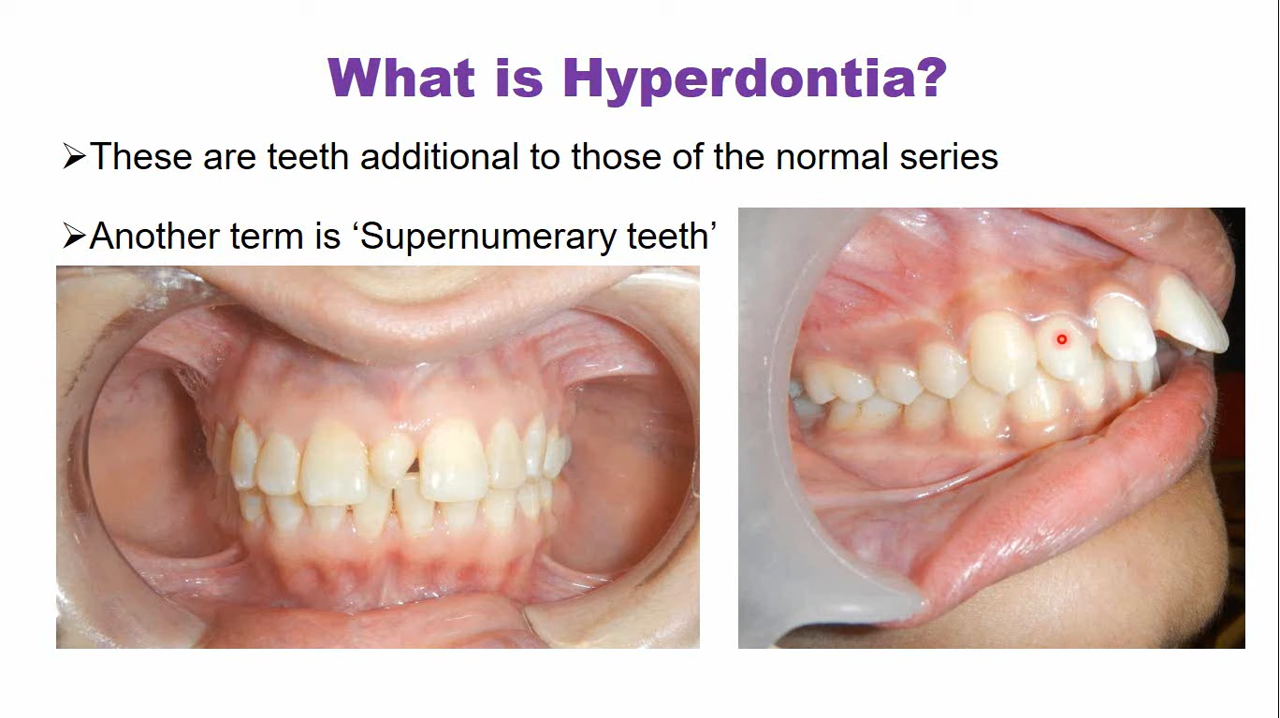 What is Hyperdontia?
➢These are teeth additional to those of the normal series
➢Another term is ‘Supernumerary teeth’